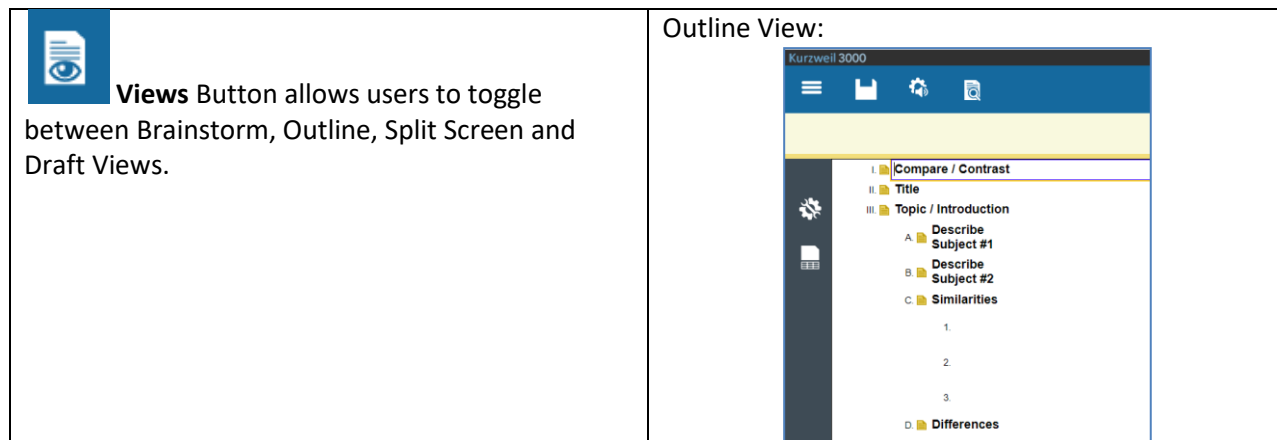 Views Button allows users to toggle
between Brainstorm, Outline, Split Screen and
Draft Views.
Outline View:
Kurzweil 3000
I. Compare / Contrast
II. Title
III. Topic / Introduction
A. Describe
Subject #1
B. Describe
Subject #2
C. Similarities
1.
2.
3.
D. Differences